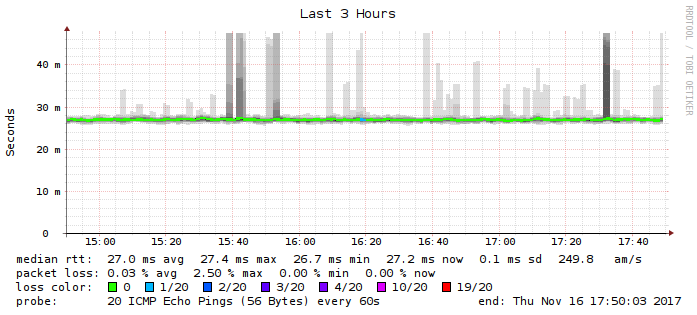 Last 3 Hours
RRDTOOL / TOBI OETIKER
Seconds
40 m
30 m
20 m
10 m
0
15:00 15:20 15:40 16:00 16:20 16:40 17:00 17:20 17:40
median rtt: 27.0 ms avg 27.4 ms max 26.7 ms min 27.2 ms now 0.1 ms sd 249.8 am/s
packet loss: 0.03 % avg 2.50 % max 0.00 % min 0.00 % now
loss color: 0 1/20 2/20 3/20 4/20 10/20 19/20
probe: 20 ICMP Echo Pings (56 Bytes) every 60s end: Thu Nov 16 17:50:03 2017